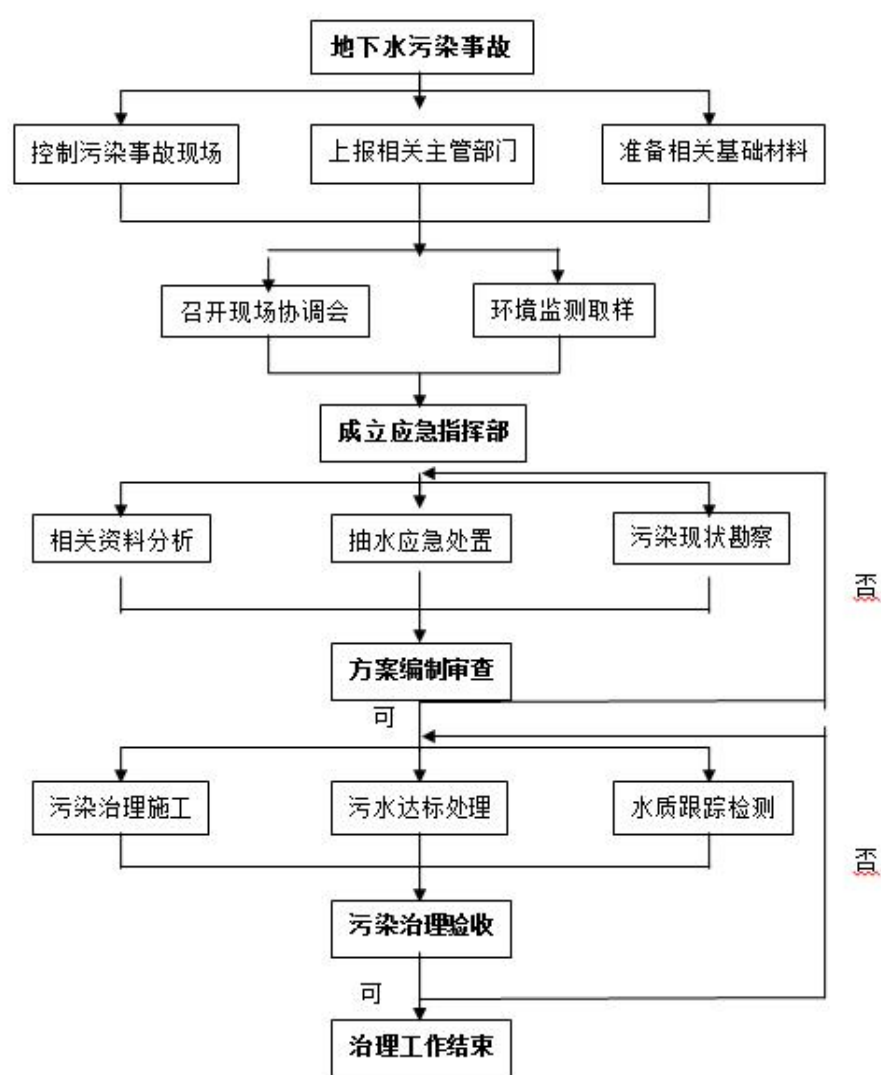 地下水污染事故
控制污染事故现场
上报相关主管部门
准备相关基础材料
召开现场协调会
环境监测取样
成立应急指挥部
相关资料分析
抽水应急处置
污染现状勘察
否
方案编制审查
可
污染治理施工
污水达标处理
水质跟踪检测
否
污染治理验收
可
治理工作结束